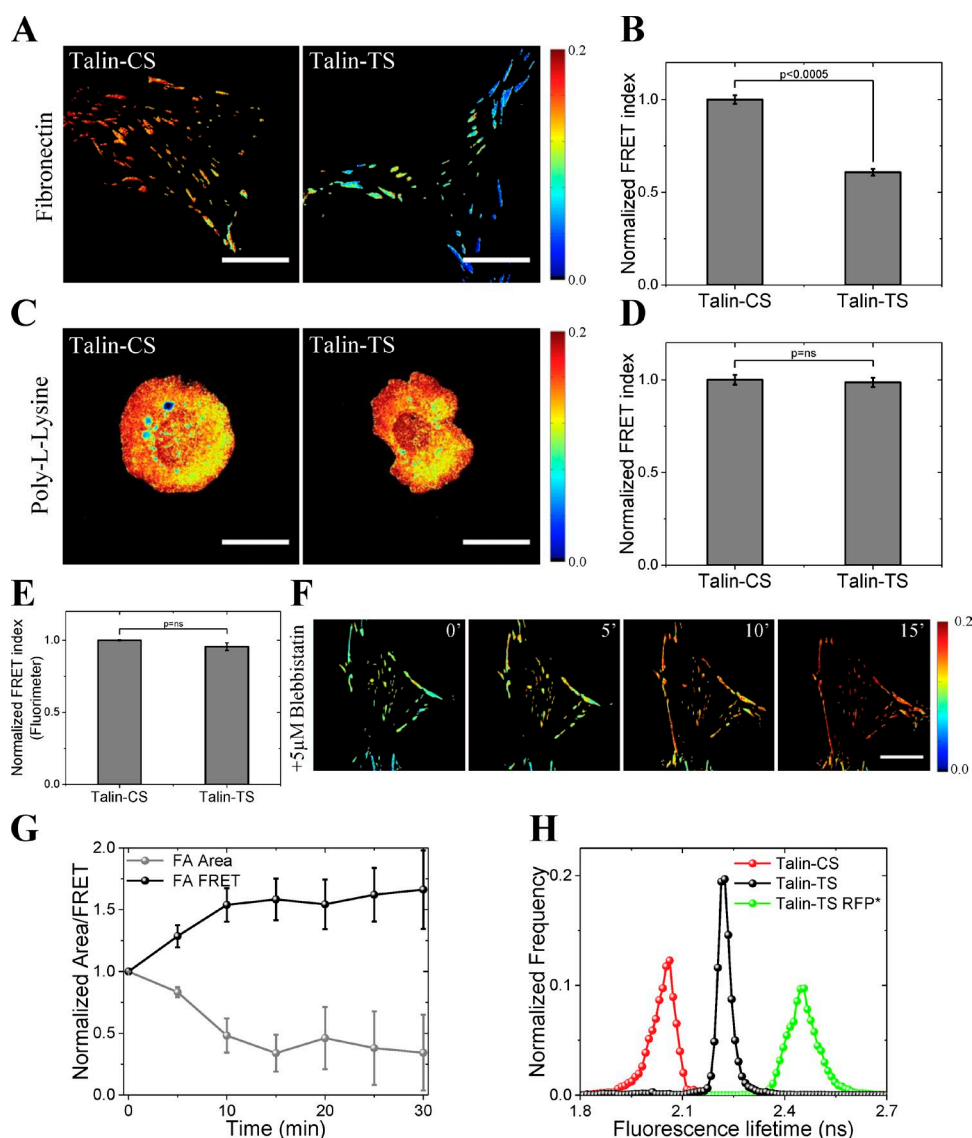 A
Talin-CS
Talin-TS
Fibronectin
0.2
0.0
B
Normalized FRET index
1.0
0.5
0.0
p<0.0005
Talin-CS
Talin-TS
C
Talin-CS
Talin-TS
Poly-L-Lysine
0.2
0.0
D
Normalized FRET index
1.0
0.5
0.0
p=ns
Talin-CS
Talin-TS
E
Normalized FRET index
(Fluorimeter)
1.0
0.5
0.0
p=ns
Talin-CS
Talin-TS
F
+5µM Blebbistatin
0'
5'
10'
15'
0.2
0.0
G
Normalized Area/FRET
2.0
1.5
1.0
0.5
0.0
FA Area
FA FRET
0
10
20
30
Time (min)
H
Normalized Frequency
0.2
0.1
0.0
Talin-CS
Talin-TS
Talin-TS RFP*
1.8
2.1
2.4
2.7
Fluorescence lifetime (ns)